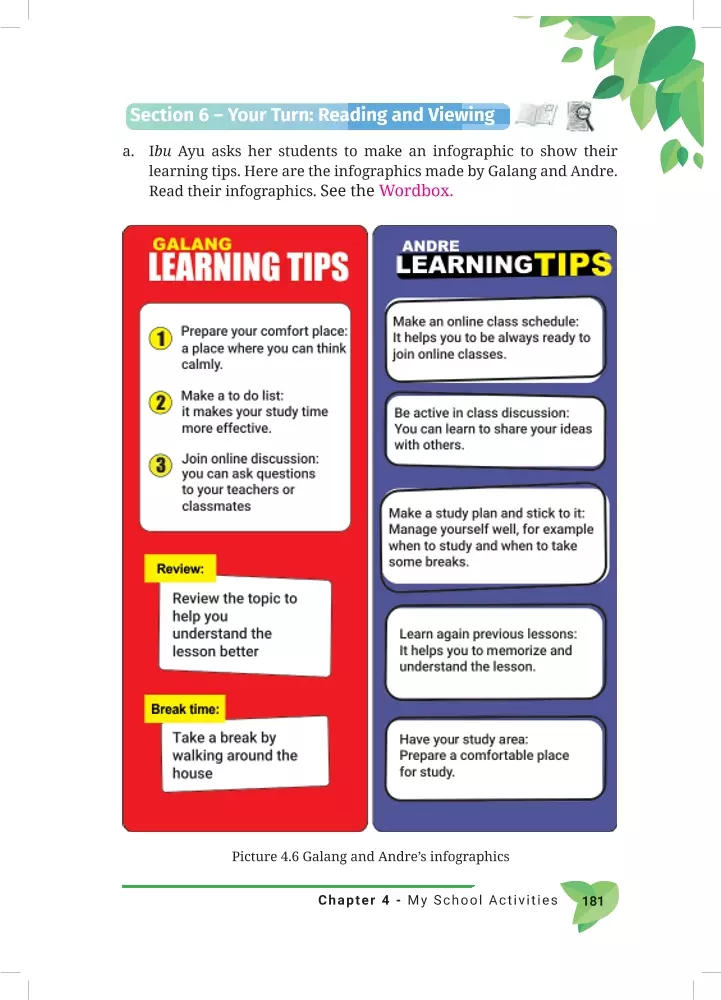 Section 6 – Your Turn: Reading and Viewing
a. Ibu Ayu asks her students to make an infographic to show their
learning tips. Here are the infographics made by Galang and Andre.
Read their infographics. See the Wordbox.
GALANG
LEARNING TIPS
1 Prepare your comfort place:
a place where you can think
calmly.
2 Make a to do list:
it makes your study time
more effective.
3 Join online discussion:
you can ask questions
to your teachers or
classmates
Review:
Review the topic to
help you
understand the
lesson better
Break time:
Take a break by
walking around the
house
ANDRE
LEARNING TIPS
Make an online class schedule:
It helps you to be always ready to
join online classes.
Be active in class discussion:
You can learn to share your ideas
with others.
Make a study plan and stick to it:
Manage yourself well, for example
when to study and when to take
some breaks.
Learn again previous lessons:
It helps you to memorize and
understand the lesson.
Have your study area:
Prepare a comfortable place
for study.
Picture 4.6 Galang and Andre's infographics
Chapter 4 - My School Activities 181